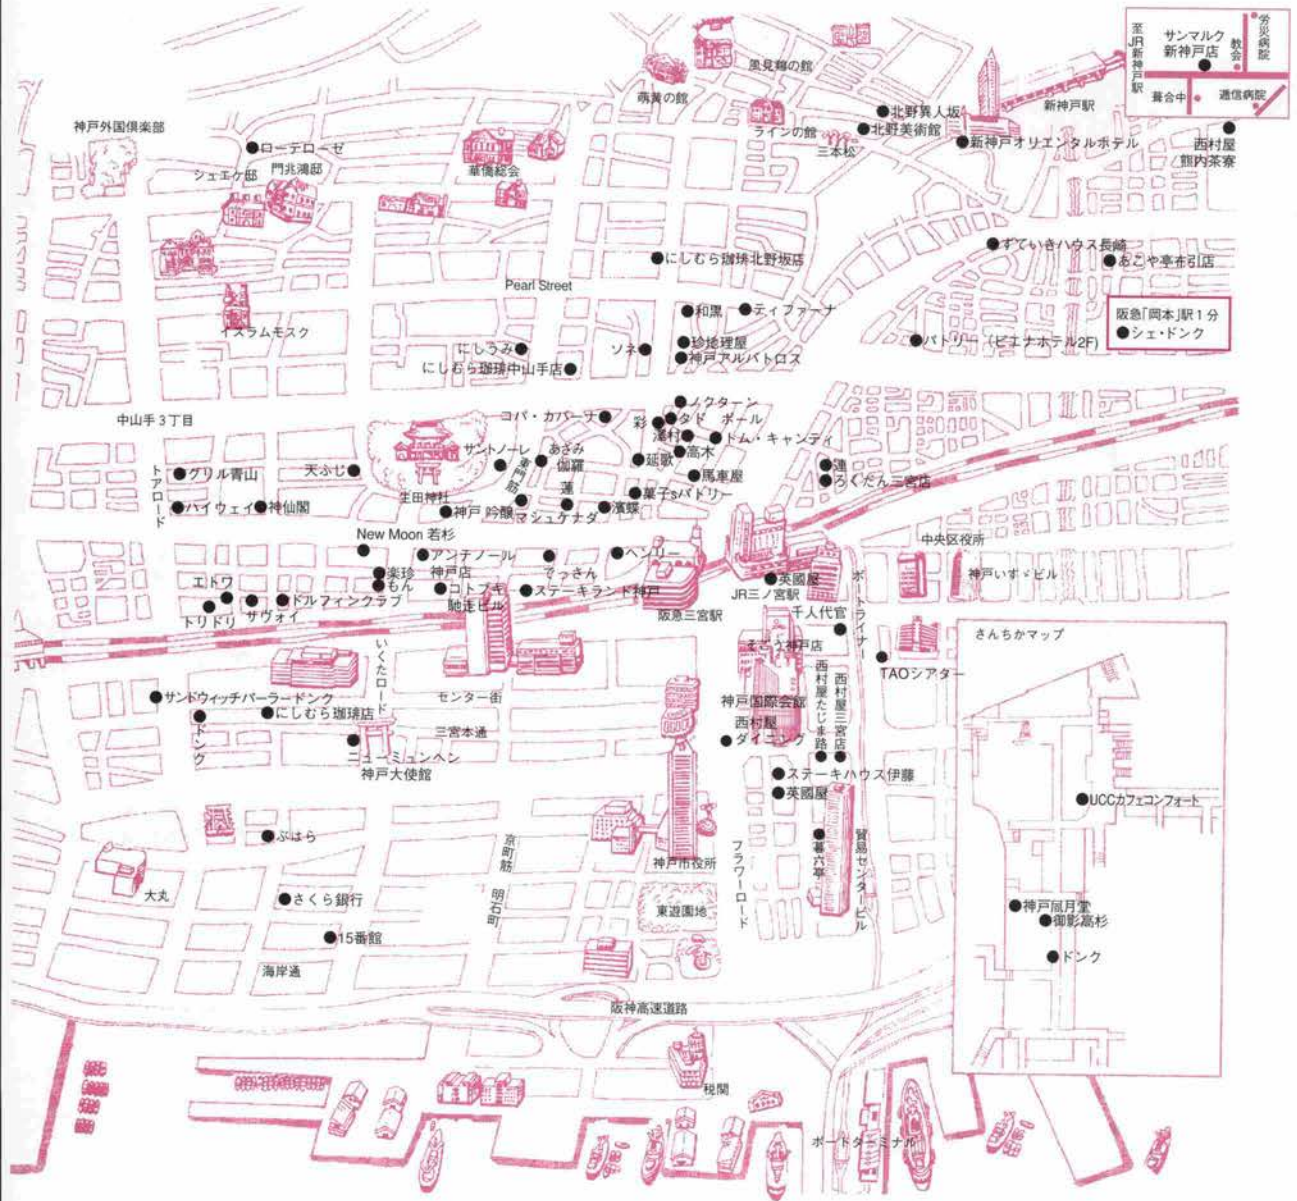 至JR新神戸駅
サンマルク
新神戸店
教会
労災病院
葺合中
逓信病院
風見鶏の館
萌黄の館
新神戸駅
北野異人坂
ラインの館
北野美術館
三本松
新神戸オリエンタルホテル
西村屋
熊内茶寮
神戸外国倶楽部
ローテローゼ
シュエケ邸
門兆鴻邸
華僑総会
すていきハウス長崎
あこや亭布引店
にしむら珈琲北野坂店
Pearl Street
和黒
ティファーナ
阪急「岡本」駅1分
シェ・ドンク
イスラムモスク
にしうみ
ソネ
珍地理屋
神戸アルバトロス
パトリー(ビエナホテル2F)
にしむら珈琲中山手店
ノクターン
コパ・カバーナ
彩
タド ポール
中山手3丁目
澤村
ドム・キャンティ
サントノーレ
あさみ
伽羅
延歌
高木
トアロード
グリル青山
天ふじ
東門筋
馬車屋
蓮
ろくだん三宮店
生田神社
蓮
菓子sパトリー
ハイウェイ
神仙閣
神戸 吟醸
マシュケナダ
濱蝶
New Moon 若杉
中央区役所
アンテノール
神戸店
でっさん
ヘンリー
神戸いすゞビル
楽珍
もん
英國屋
JR三ノ宮駅
ポートライナー
エトワ
コトブキ
馳走ビル
ステーキランド神戸
トリドリ
サヴォイ
ドルフィンクラブ
阪急三宮駅
千人代官
そごう神戸店
さんちかマップ
いくたロード
TAOシアター
西村屋たじま路
西村屋三宮店
サンドウィッチパーラードンク
センター街
神戸国際会館
にしむら珈琲店
ドンク
三宮本通
西村屋
ダイニング
ニューミュンヘン
神戸大使館
ステーキハウス伊藤
英國屋
UCCカフェコンフォート
ぶはら
京町筋
神戸市役所
フラワーロード
暮六亭
貿易センタービル
大丸
さくら銀行
明石町
東遊園地
神戸凮月堂
御影高杉
15番館
ドンク
海岸通
阪神高速道路
税関
ポートターミナル